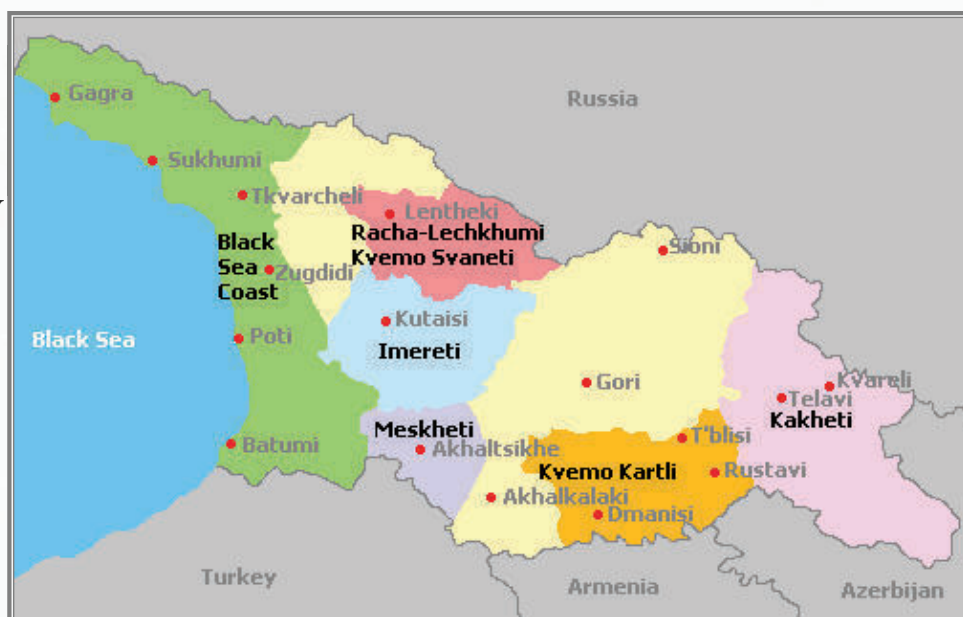 Gagra
Russia
Sukhumi
Tkvarcheli
Lentheki
Racha-Lechkhumi
Kvemo Svaneti
Black
Sea
Coast
Zugdidi
Sioni
Black Sea
Poti
Kutaisi
Imereti
Gori
Kvareli
Telavi
Kakheti
Meskheti
Akhaltsikhe
T'blisi
Batumi
Kvemo Kartli
Rustavi
Akhalkalaki
Dmanisi
Turkey
Armenia
Azerbijan